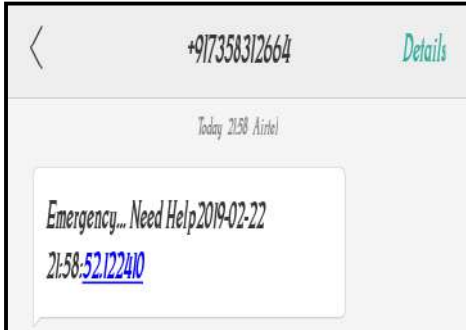 +917358312664 Details
Today 21:58 Airtel
Emergency... Need Help2019-02-22
21:58:52.122410